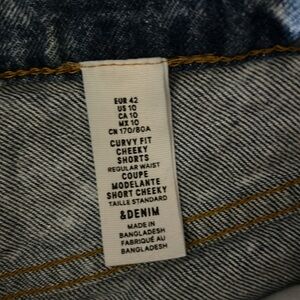 EUR 42
US 10
CA 10
MX 10
CN 170/80A
CURVY FIT
CHEEKY
SHORTS
REGULAR WAIST
COUPE
MODELANTE
SHORT CHEEKY
TAILLE STANDARD
&DENIM
MADE IN
BANGLADESH
FABRIQUÉ AU
BANGLADESH